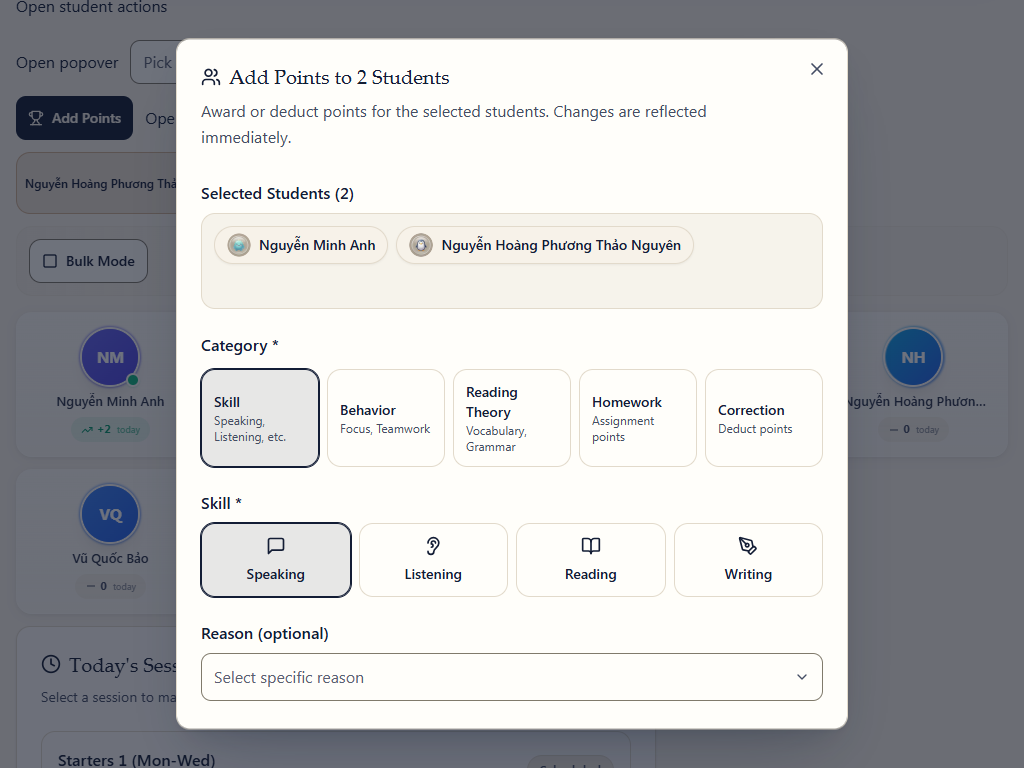 Open student actions
Open popover
Pick
Add Points
Ope
Nguyễn Hoàng Phương Thả
Bulk Mode
NM
Nguyễn Minh Anh
+2 today
NH
Nguyễn Hoàng Phươn...
0 today
VQ
Vũ Quốc Bảo
0 today
Today's Sess
Select a session to ma
Starters 1 (Mon-Wed)
Add Points to 2 Students
Award or deduct points for the selected students. Changes are reflected
immediately.
Selected Students (2)
Nguyễn Minh Anh
Nguyễn Hoàng Phương Thảo Nguyên
Category *
Skill
Speaking,
Listening, etc.
Behavior
Focus, Teamwork
Reading
Theory
Vocabulary,
Grammar
Homework
Assignment
points
Correction
Deduct points
Skill *
Speaking
Listening
Reading
Writing
Reason (optional)
Select specific reason